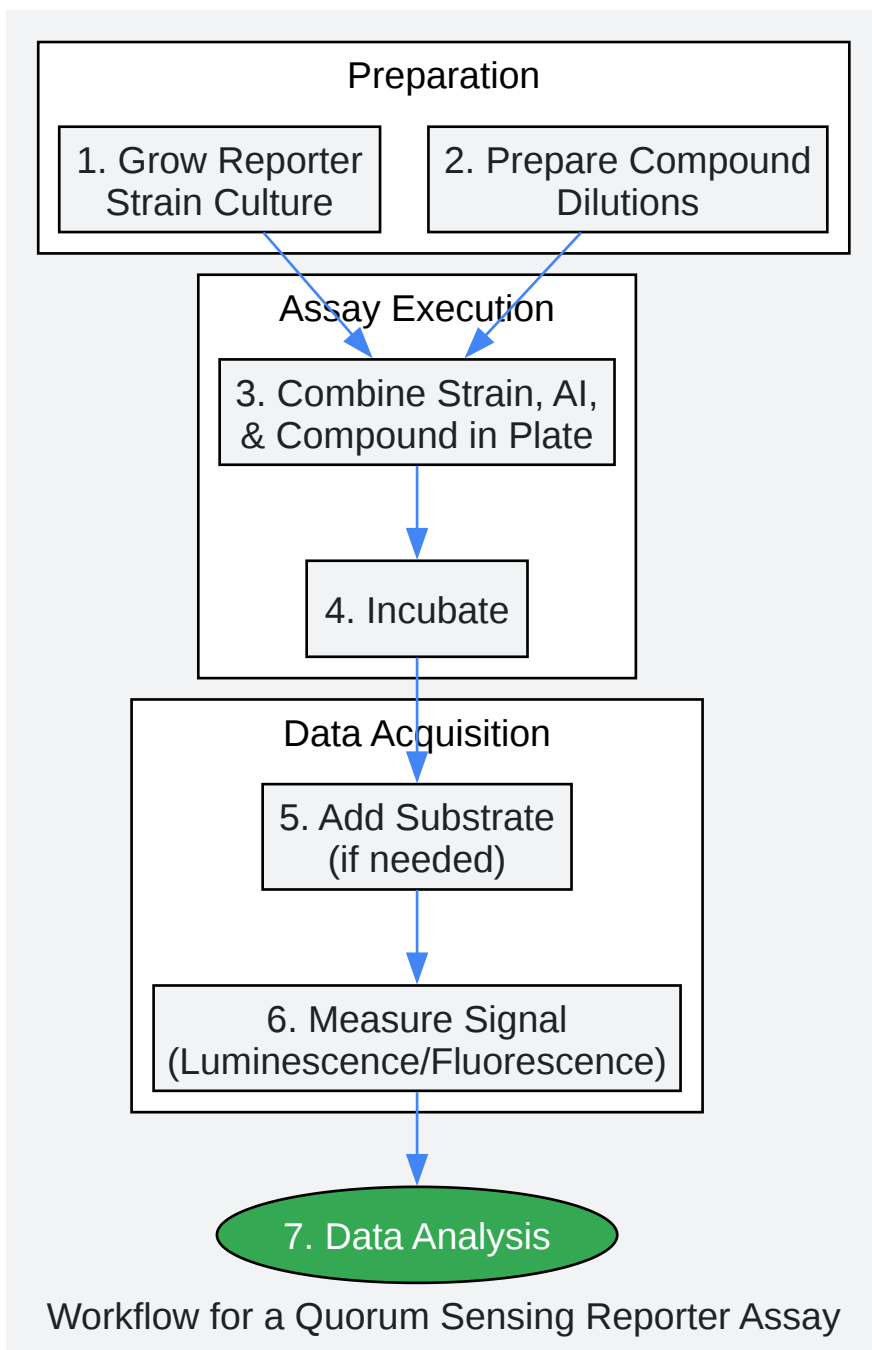 Preparation
1. Grow Reporter
Strain Culture
2. Prepare Compound
Dilutions
Assay Execution
3. Combine Strain, AI,
& Compound in Plate
4. Incubate
Data Acquisition
5. Add Substrate
(if needed)
6. Measure Signal
(Luminescence/Fluorescence)
7. Data Analysis
Workflow for a Quorum Sensing Reporter Assay